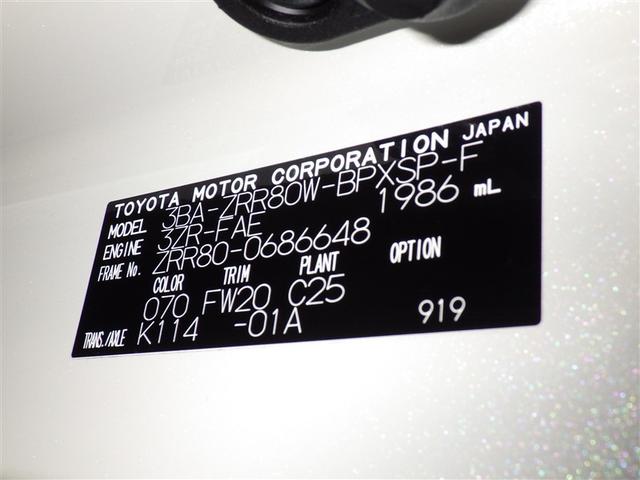 TOYOTA MOTOR CORPORATION JAPAN
MODEL 3BA-ZRR80W-BPXSP-F
ENGINE 3ZR-FAE 1986 mL
FRAME No. ZRR80-0686648
COLOR TRIM PLANT OPTION
070 FW20 C25
TRANS./AXLE K114 -01A 919